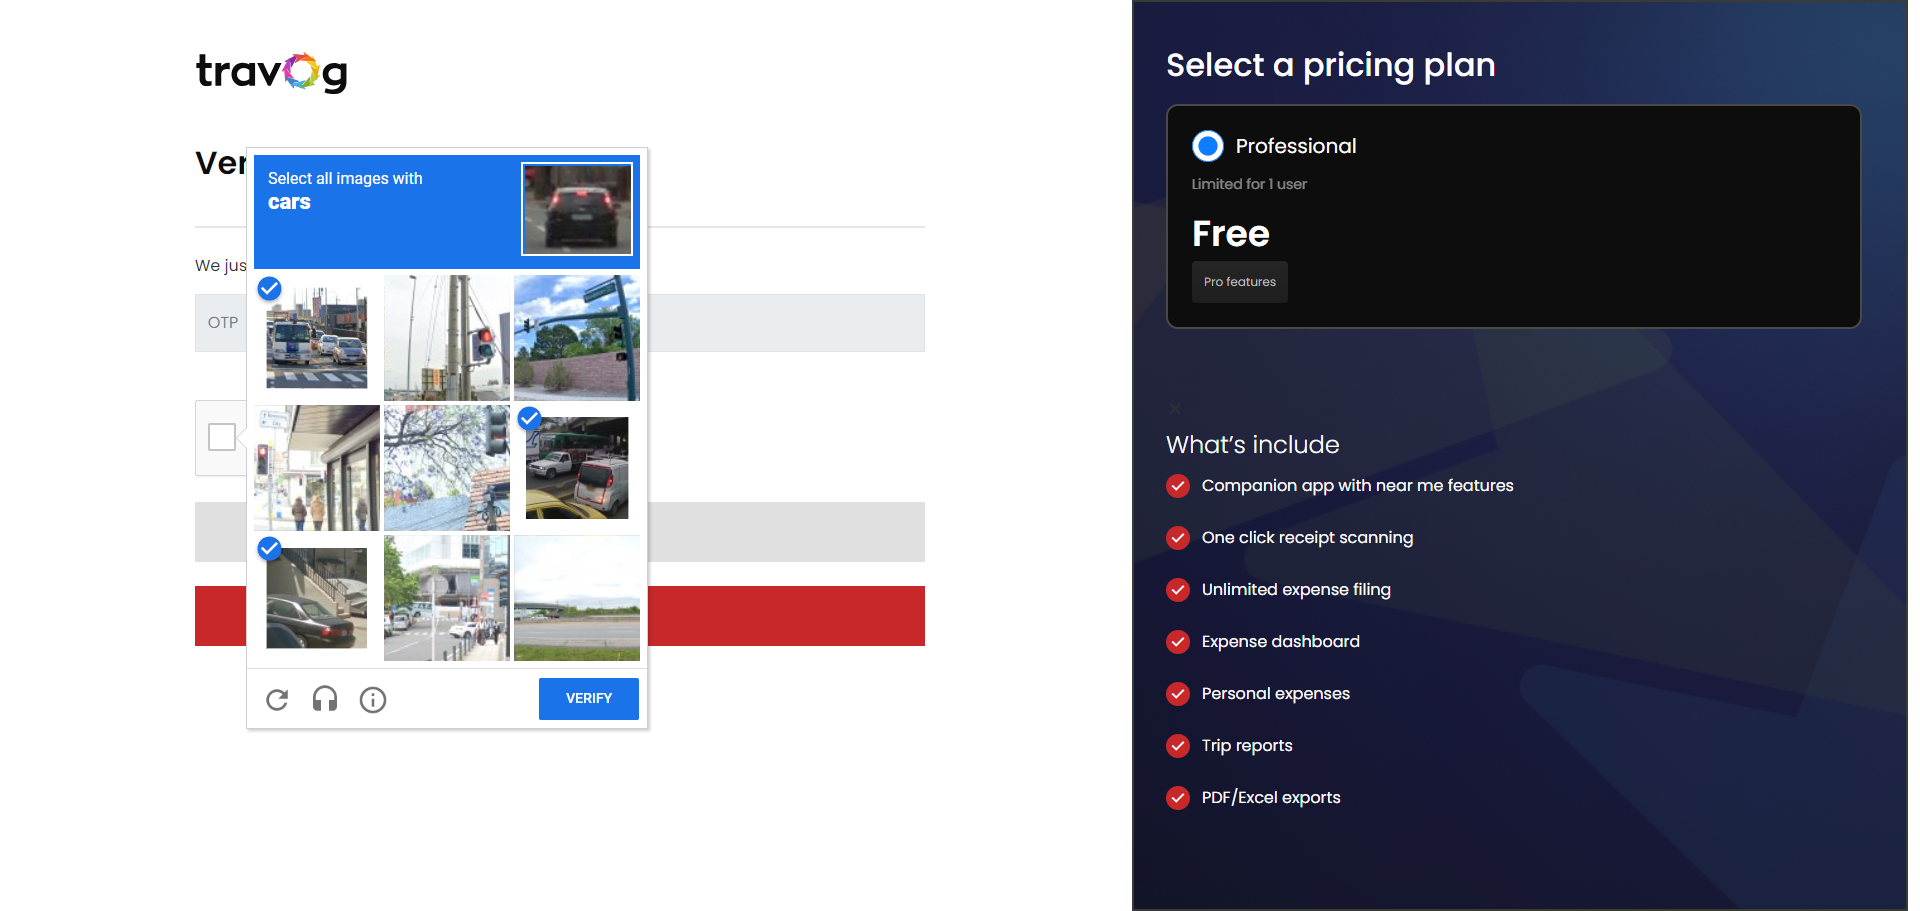 travog
Ver
Select all images with
cars
We jus
OTP
VERIFY
Select a pricing plan
Professional
Limited for 1 user
Free
Pro features
What's include
Companion app with near me features
One click receipt scanning
Unlimited expense filing
Expense dashboard
Personal expenses
Trip reports
PDF/Excel exports